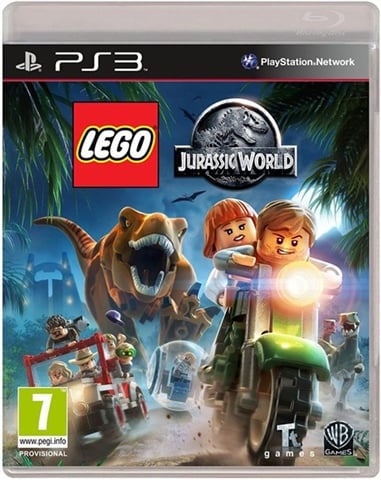 PS3
PlayStation®Network
LEGO
JURASSIC WORLD
7
www.pegi.info
PROVISIONAL
Tt
games
WB
GAMES